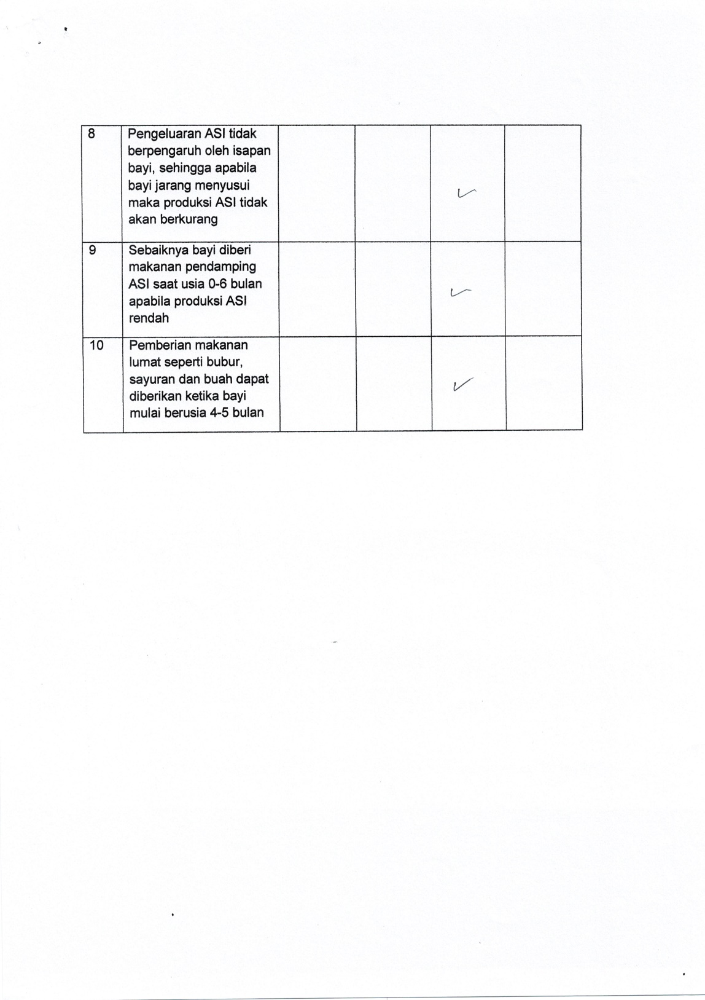 8
Pengeluaran ASI tidak
berpengaruh oleh isapan
bayi, sehingga apabila
bayi jarang menyusui
maka produksi ASI tidak
akan berkurang
9
Sebaiknya bayi diberi
makanan pendamping
ASI saat usia 0-6 bulan
apabila produksi ASI
rendah
10
Pemberian makanan
lumat seperti bubur,
sayuran dan buah dapat
diberikan ketika bayi
mulai berusia 4-5 bulan